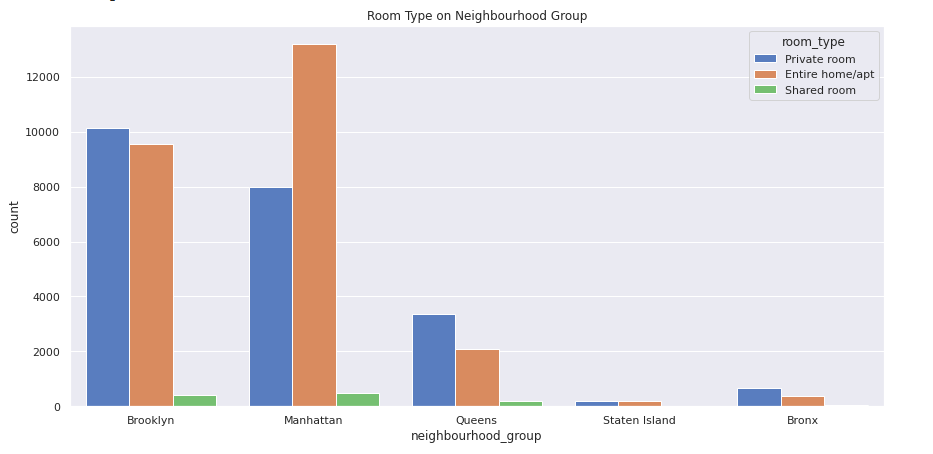 Room Type on Neighbourhood Group
room_type
Private room
Entire home/apt
Shared room
12000
10000
8000
6000
4000
2000
0
count
Brooklyn
Manhattan
Queens
Staten Island
Bronx
neighbourhood_group